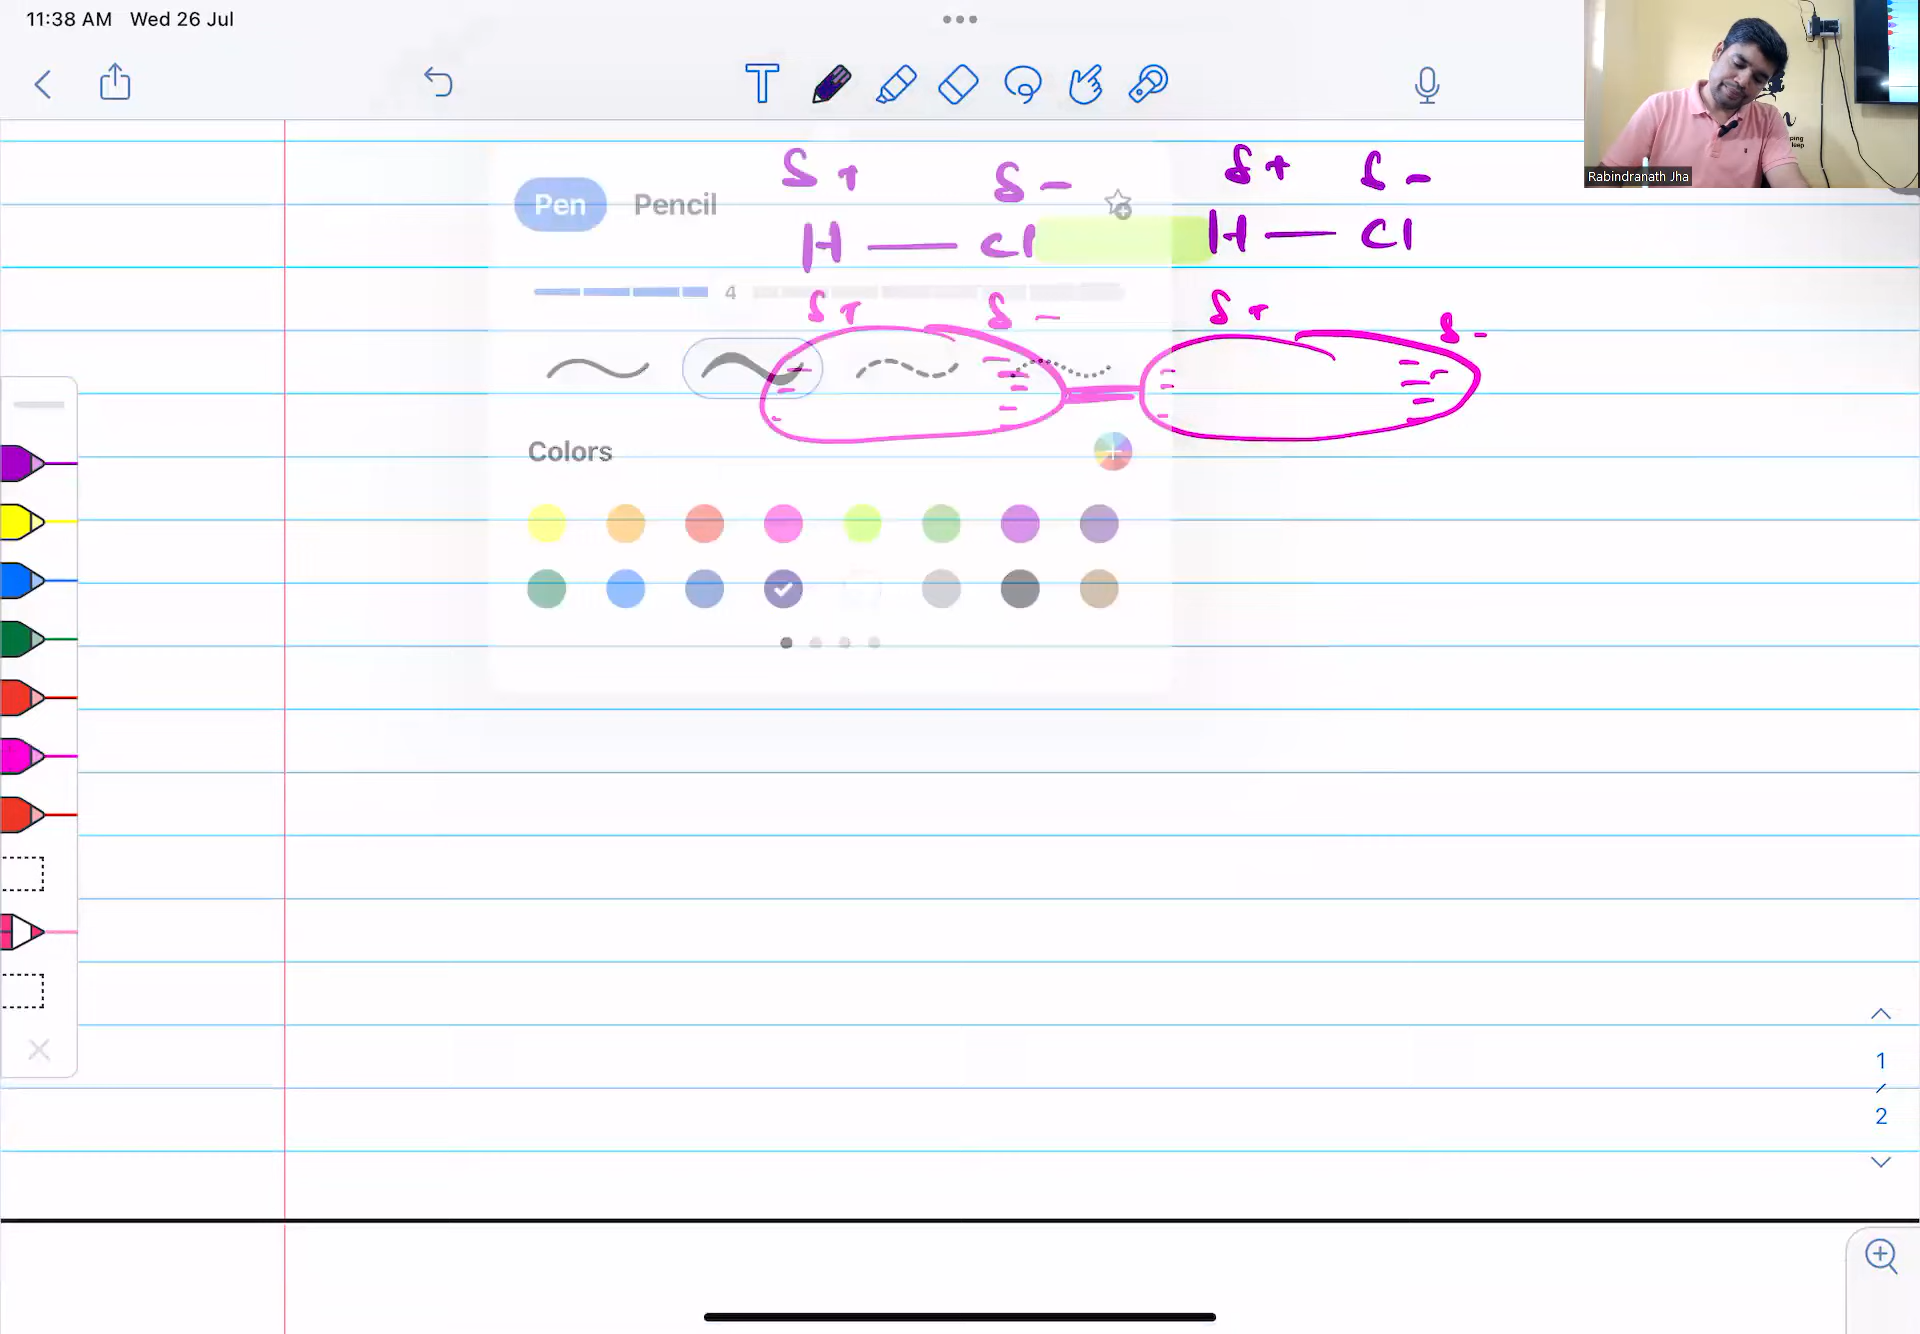 11:38 AM Wed 26 Jul
Rabindranath Jha
δ+ δ- δ+ δ-
Pen Pencil
H — Cl H — Cl
4
δ+ δ- δ+ δ-
Colors
1
/
2